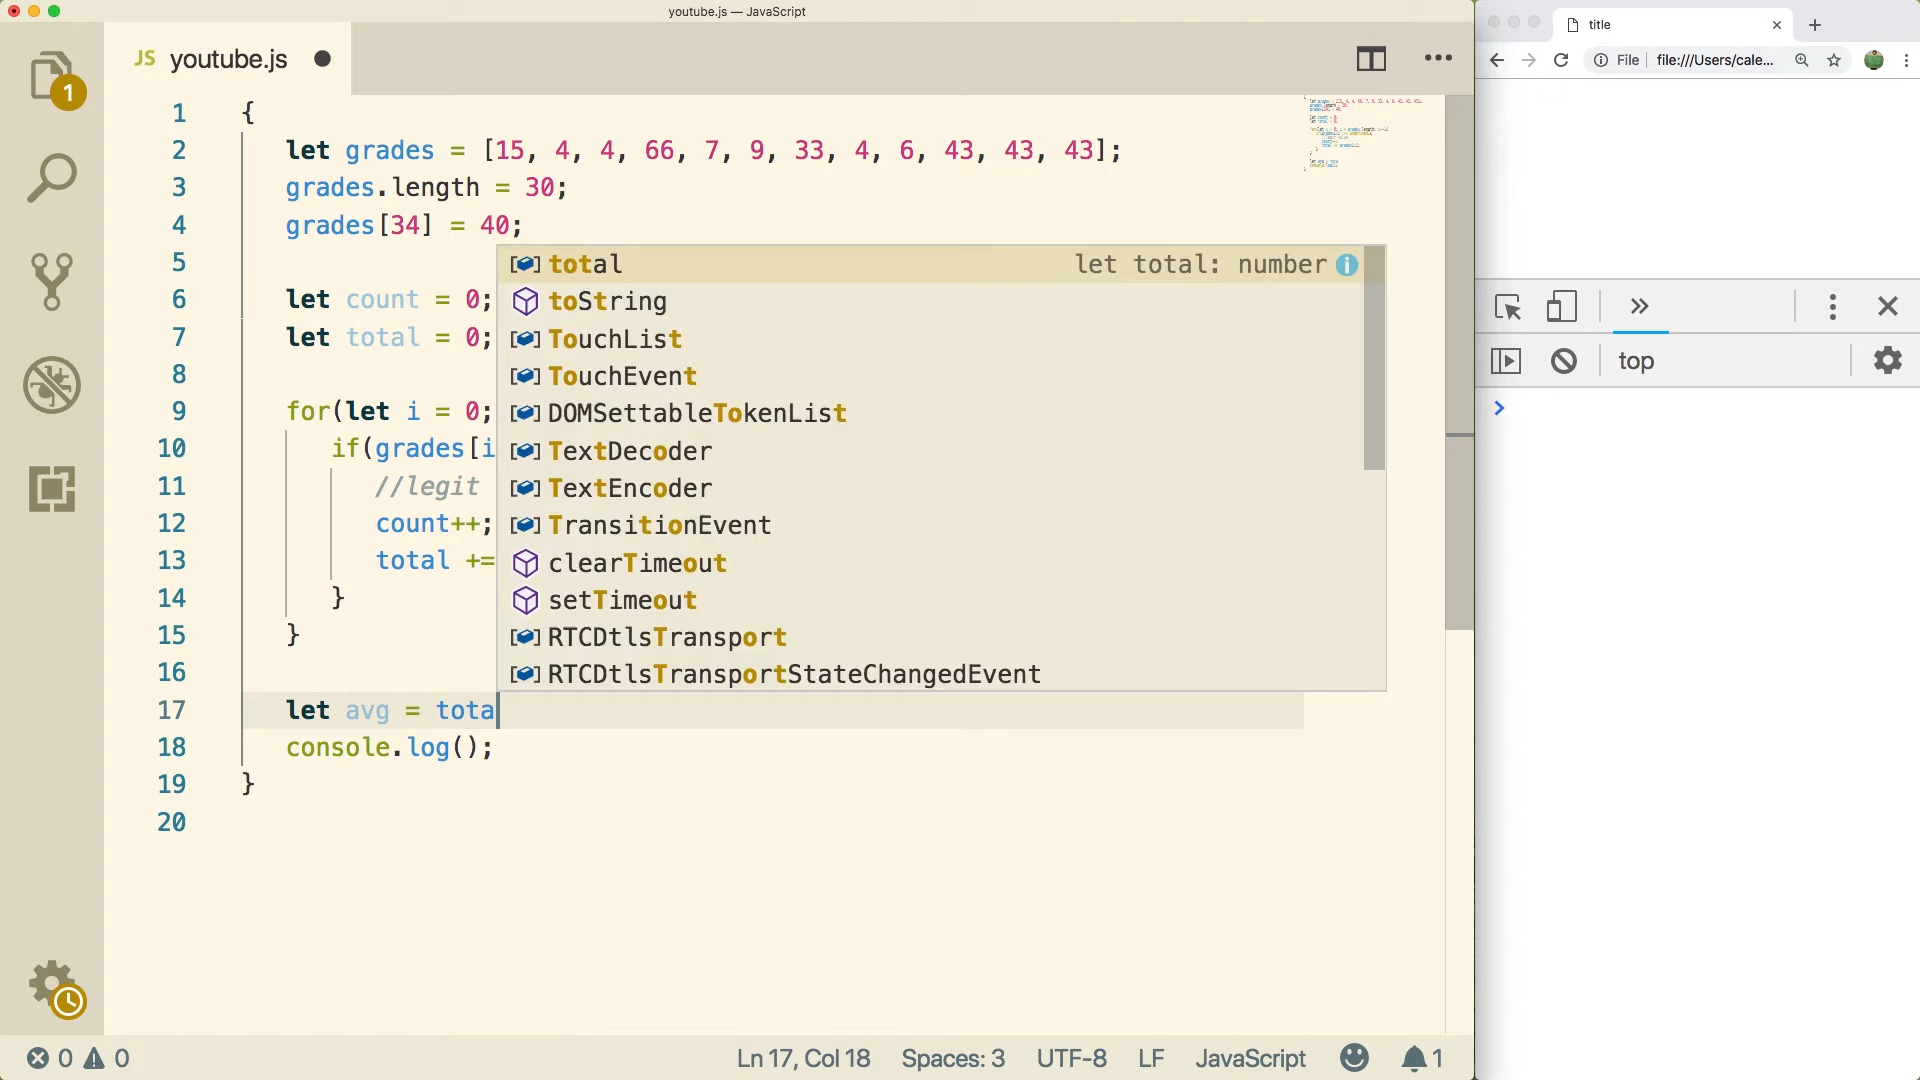 youtube.js — JavaScript
title
JS youtube.js
File file:///Users/cale...
1
1 {
2 let grades = [15, 4, 4, 66, 7, 9, 33, 4, 6, 43, 43, 43];
3 grades.length = 30;
4 grades[34] = 40;
5
6 let count = 0;
7 let total = 0;
8
9 for(let i = 0;
10 if(grades[i
11 //legit
12 count++;
13 total +=
14 }
15 }
16
17 let avg = tota
18 console.log();
19 }
20
total let total: number
toString
TouchList
TouchEvent
DOMSettableTokenList
TextDecoder
TextEncoder
TransitionEvent
clearTimeout
setTimeout
RTCDtlsTransport
RTCDtlsTransportStateChangedEvent
top
0 0 Ln 17, Col 18 Spaces: 3 UTF-8 LF JavaScript 1